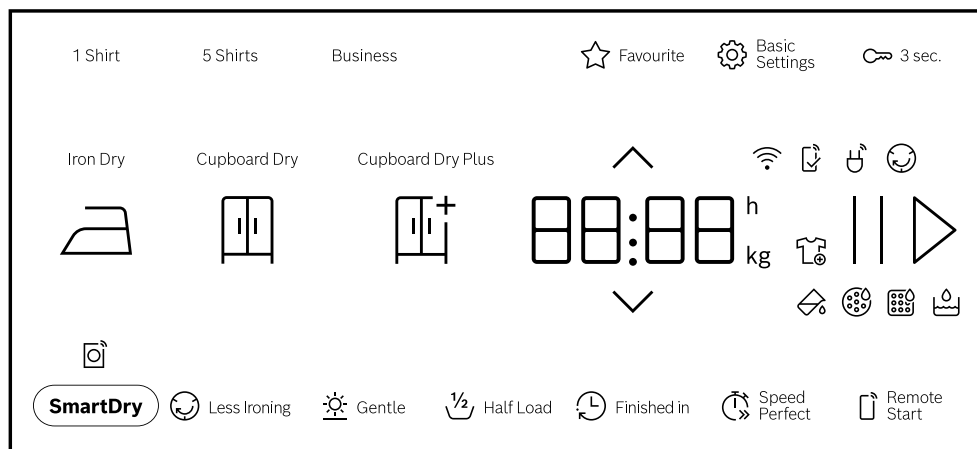 1 Shirt
5 Shirts
Business
Favourite
Basic
Settings
3 sec.
Iron Dry
Cupboard Dry
Cupboard Dry Plus
88:88
h
kg
SmartDry
Less Ironing
Gentle
½
Half Load
Finished in
Speed
Perfect
Remote
Start